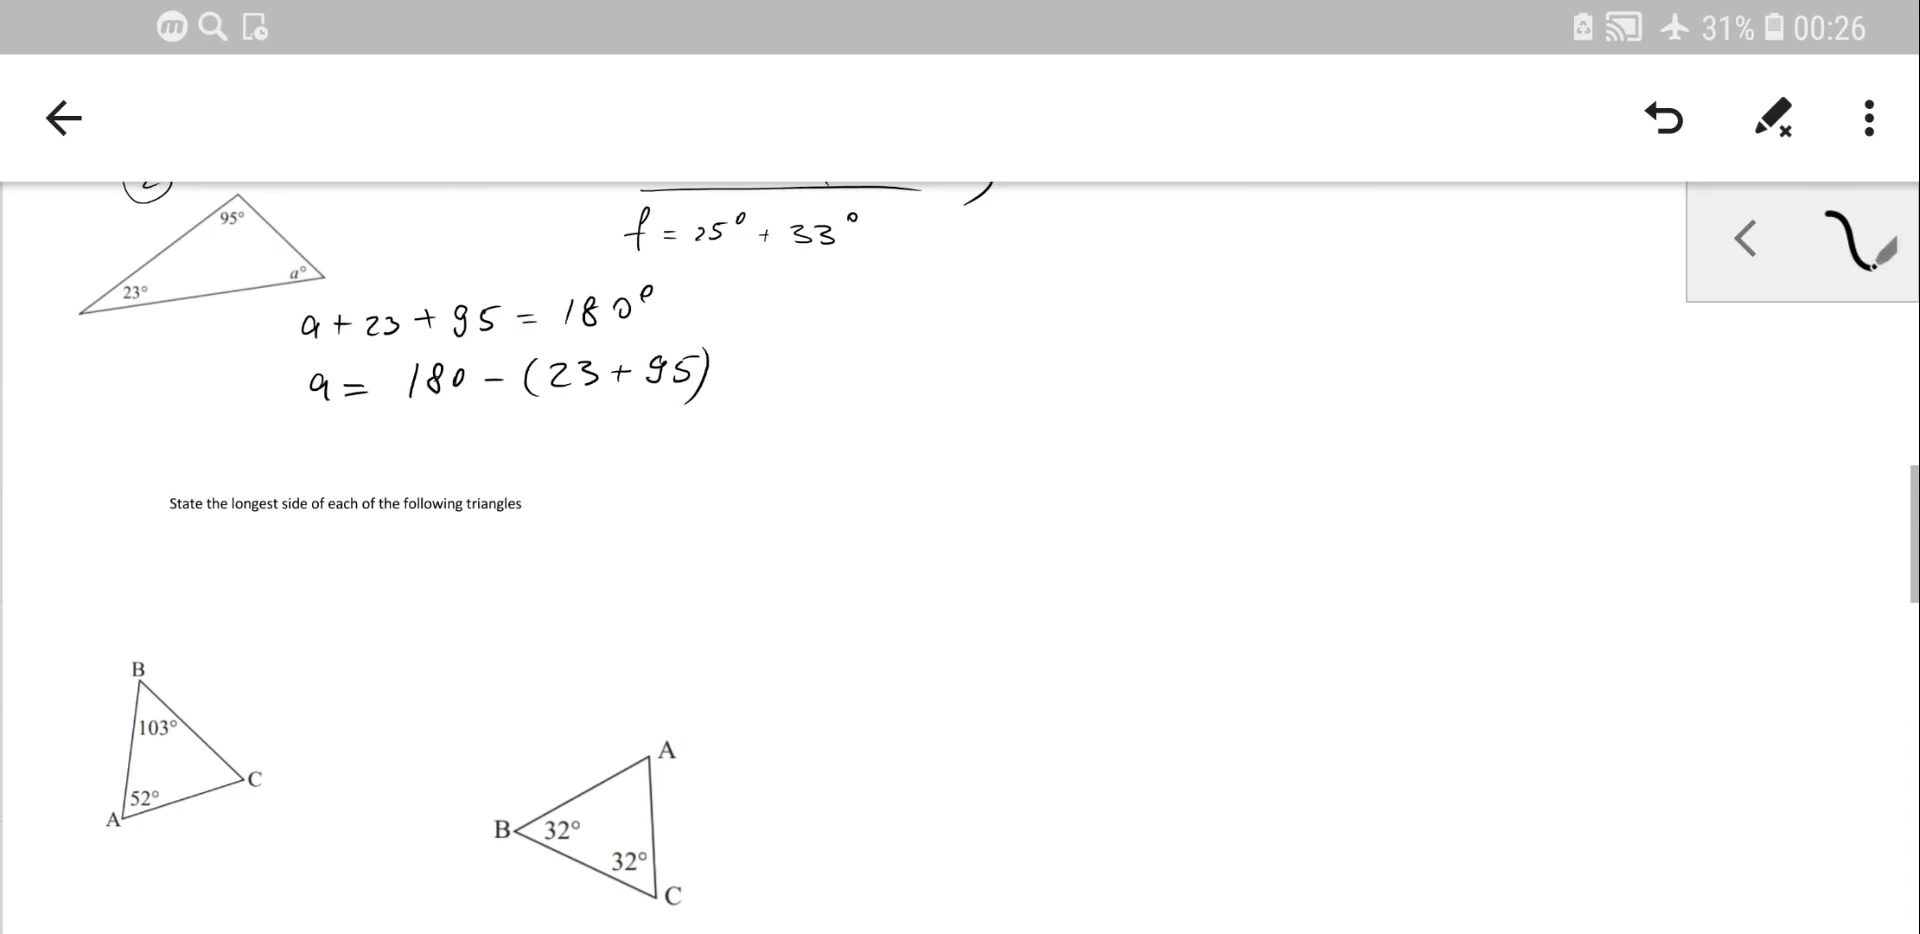 31% 00:26
95°
a°
23°
f = 25° + 33°
a + 23 + 95 = 180°
a = 180 - (23 + 95)
State the longest side of each of the following triangles
B
103°
C
52°
A
A
B 32°
32°
C